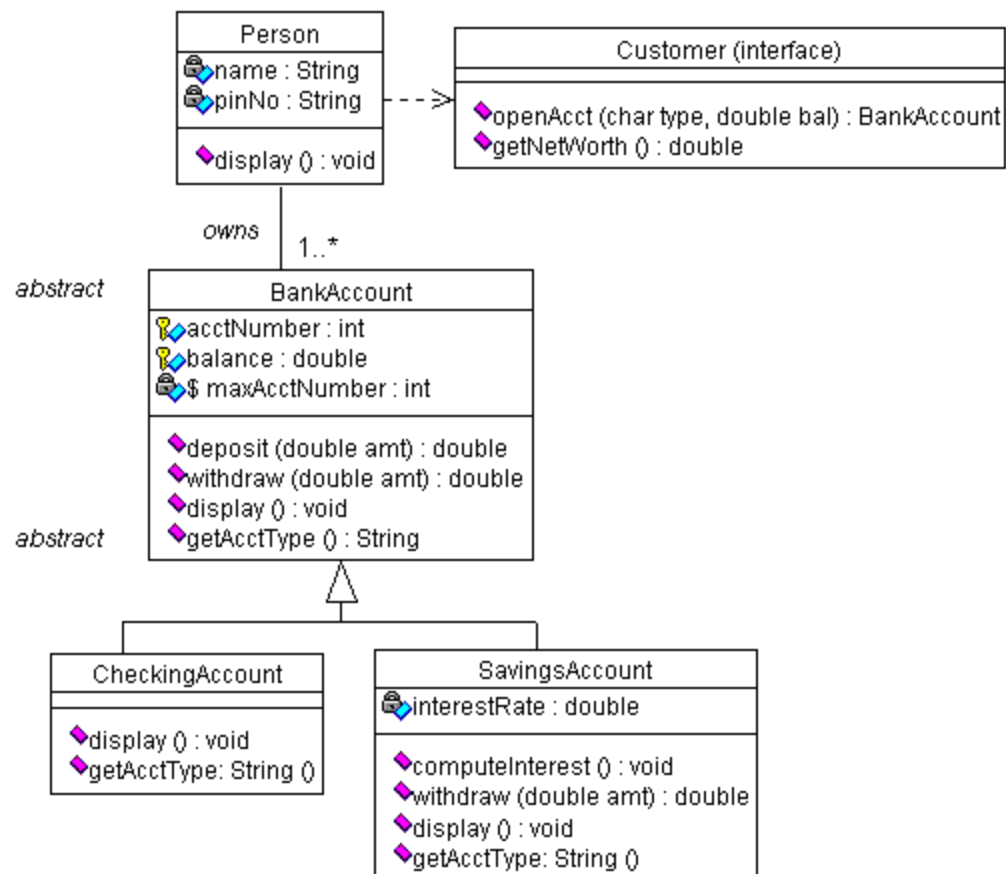 Person
name : String
pinNo : String
display () : void
Customer (interface)
openAcct (char type, double bal) : BankAccount
getNetWorth () : double
owns
1..*
abstract
BankAccount
acctNumber : int
balance : double
$ maxAcctNumber : int
deposit (double amt) : double
withdraw (double amt) : double
display () : void
abstract
getAcctType () : String
CheckingAccount
display () : void
getAcctType: String ()
SavingsAccount
interestRate : double
computeInterest () : void
withdraw (double amt) : double
display () : void
getAcctType: String ()